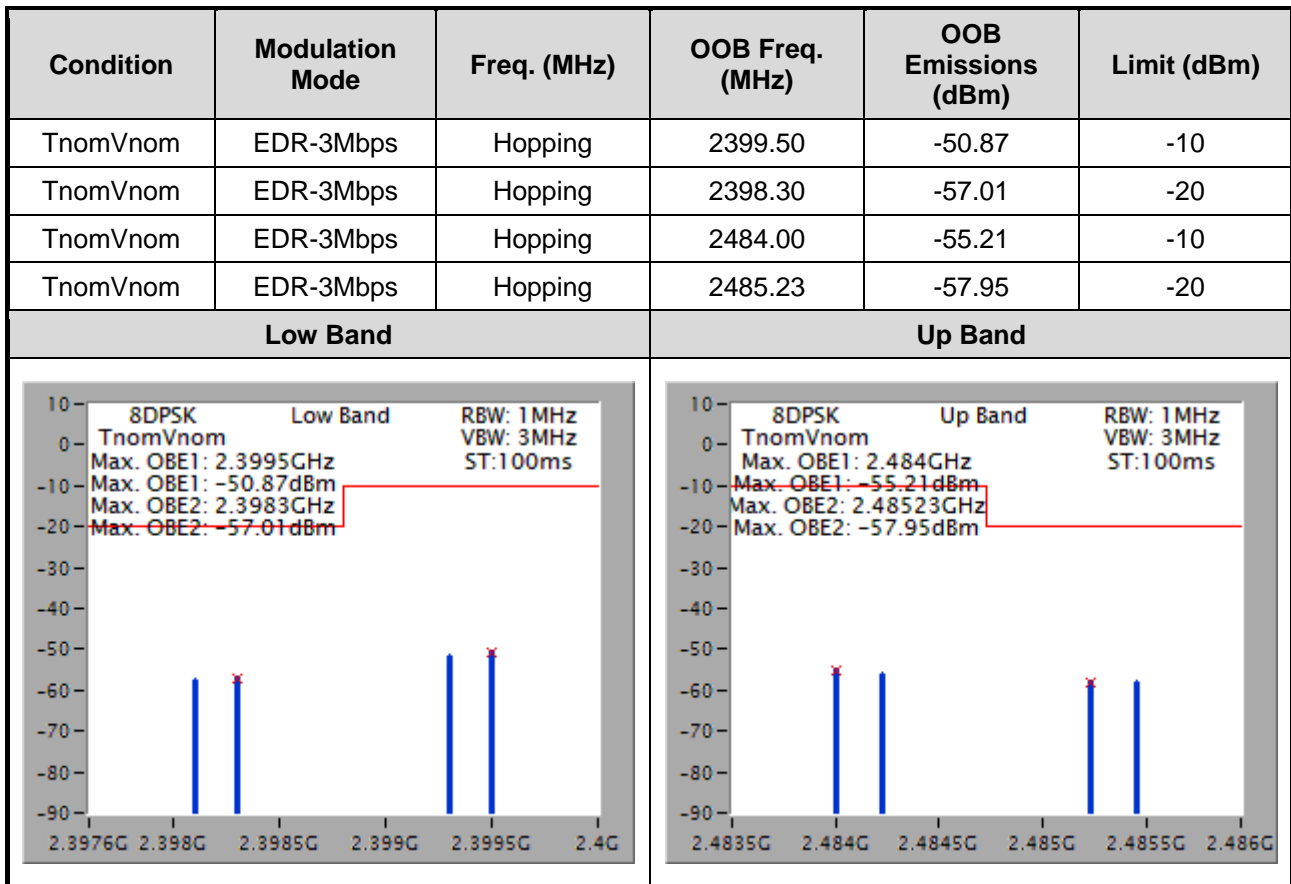 Condition Modulation Mode Freq. (MHz) OOB Freq. (MHz) OOB Emissions (dBm) Limit (dBm)
TnomVnom EDR-3Mbps Hopping 2399.50 -50.87 -10
TnomVnom EDR-3Mbps Hopping 2398.30 -57.01 -20
TnomVnom EDR-3Mbps Hopping 2484.00 -55.21 -10
TnomVnom EDR-3Mbps Hopping 2485.23 -57.95 -20
Low Band Up Band
8DPSK Low Band RBW: 1MHz
TnomVnom VBW: 3MHz
Max. OBE1: 2.3995GHz ST:100ms
Max. OBE1: -50.87dBm
Max. OBE2: 2.3983GHz
Max. OBE2: -57.01dBm
10
0
-10
-20
-30
-40
-50
-60
-70
-80
-90
2.3976G 2.398G 2.3985G 2.399G 2.3995G 2.4G
8DPSK Up Band RBW: 1MHz
TnomVnom VBW: 3MHz
Max. OBE1: 2.484GHz ST:100ms
Max. OBE1: -55.21dBm
Max. OBE2: 2.48523GHz
Max. OBE2: -57.95dBm
10
0
-10
-20
-30
-40
-50
-60
-70
-80
-90
2.4835G 2.484G 2.4845G 2.485G 2.4855G 2.486G